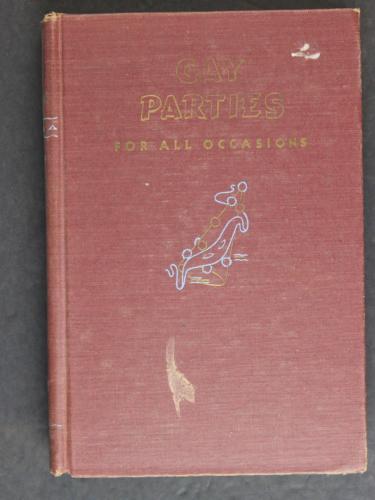 GAY
PARTIES
FOR ALL OCCASIONS